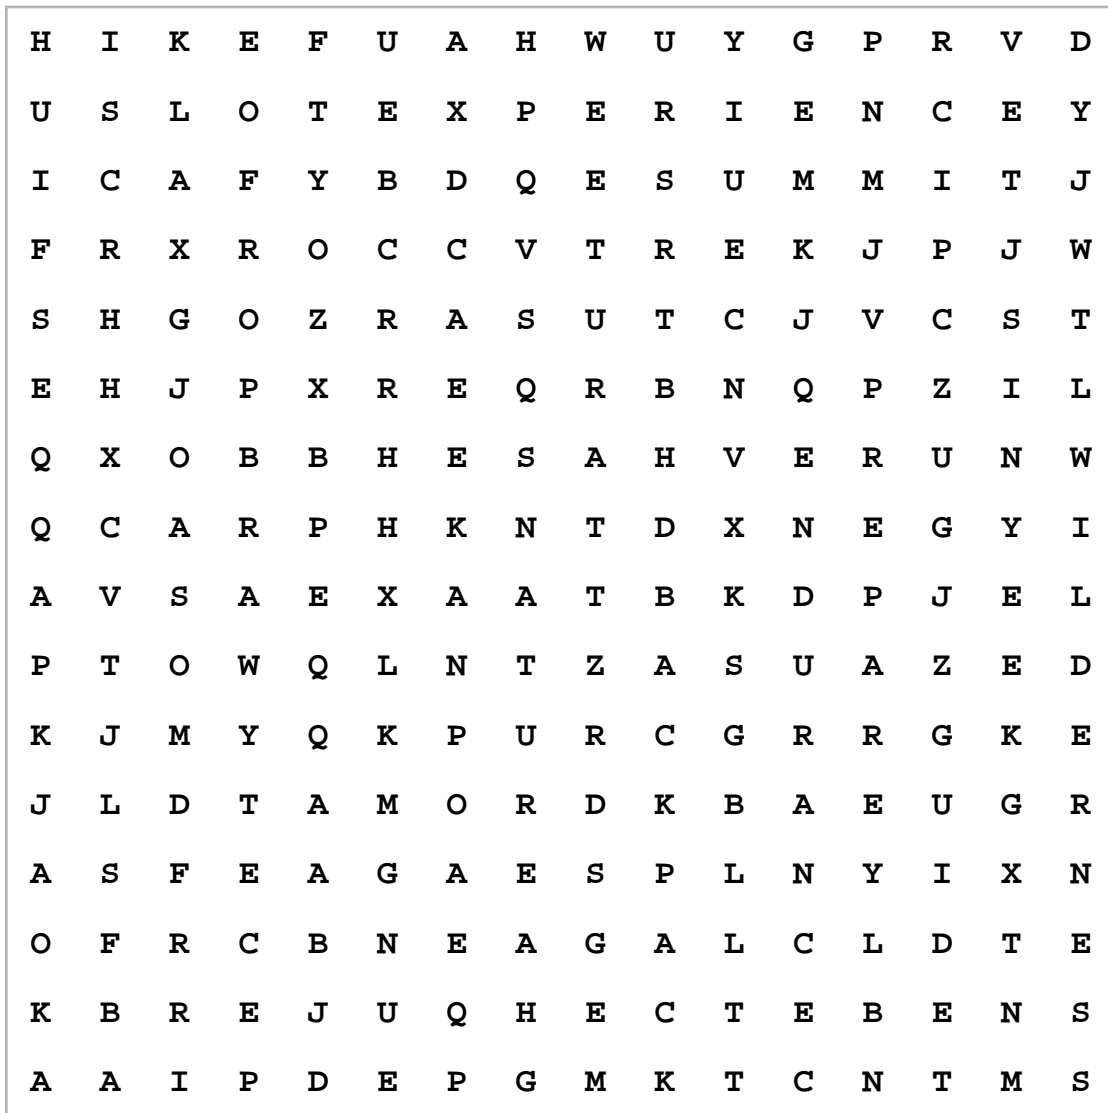 H I K E F U A H W U Y G P R V D
U S L O T E X P E R I E N C E Y
I C A F Y B D Q E S U M M I T J
F R X R O C C V T R E K J P J W
S H G O Z R A S U T C J V C S T
E H J P X R E Q R B N Q P Z I L
Q X O B B H E S A H V E R U N W
Q C A R P H K N T D X N E G Y I
A V S A E X A A T B K D P J E L
P T O W Q L N T Z A S U A Z E D
K J M Y Q K P U R C G R R G K E
J L D T A M O R D K B A E U G R
A S F E A G A E S P L N Y I X N
O F R C B N E A G A L C L D T E
K B R E J U Q H E C T E B E N S
A A I P D E P G M K T C N T M S